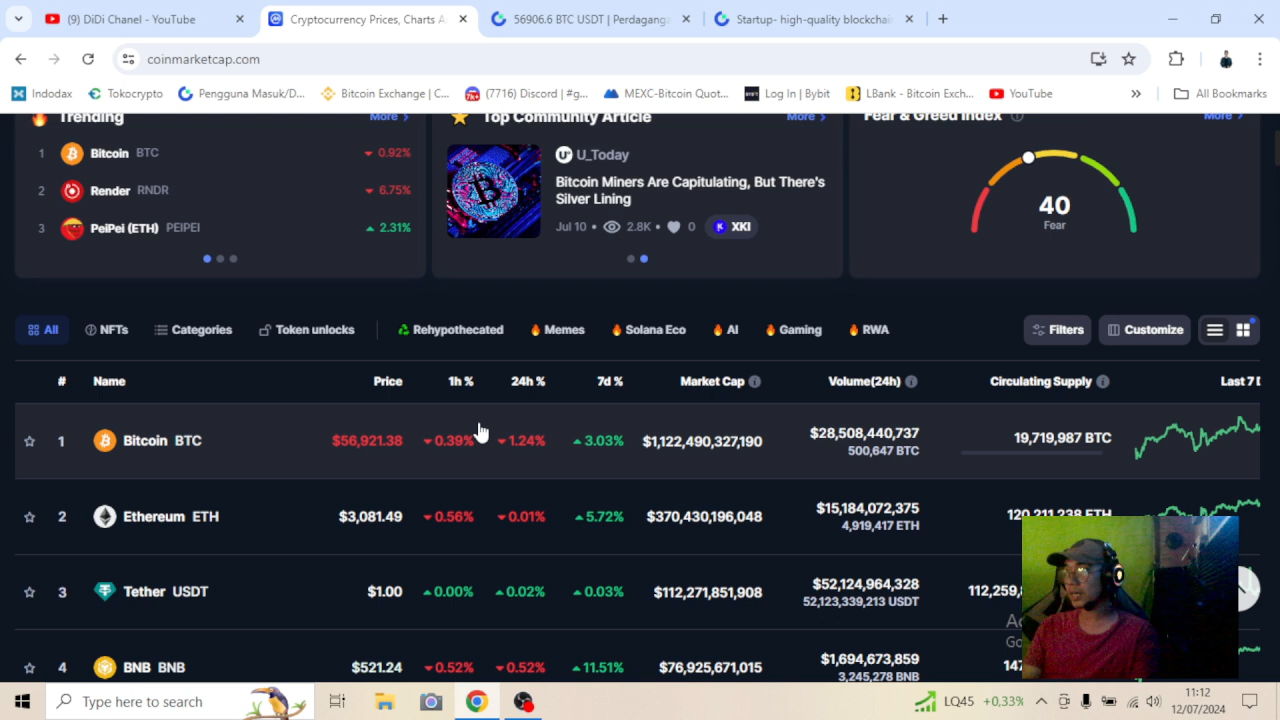 (9) DiDi Chanel - YouTube
Cryptocurrency Prices, Charts A
56906.6 BTC USDT | Perdaganga
Startup- high-quality blockchain
coinmarketcap.com
Indodax
Tokocrypto
Pengguna Masuk/D...
Bitcoin Exchange | C...
(7716) Discord | #g...
MEXC-Bitcoin Quot...
Log In | Bybit
LBank - Bitcoin Exch...
YouTube
All Bookmarks
Trending
More
1 Bitcoin BTC 0.92%
2 Render RNDR 6.75%
3 PeiPei (ETH) PEIPEI 2.31%
Top Community Article
More
U_Today
Bitcoin Miners Are Capitulating, But There's
Silver Lining
Jul 10 • 2.8K • 0 XKI
Fear & Greed Index
More
40
Fear
All
NFTs
Categories
Token unlocks
Rehypothecated
Memes
Solana Eco
AI
Gaming
RWA
Filters
Customize
# Name Price 1h % 24h % 7d % Market Cap Volume(24h) Circulating Supply Last 7 D
1 Bitcoin BTC $56,921.38 0.39% 1.24% 3.03% $1,122,490,327,190 $28,508,440,737 19,719,987 BTC
500,647 BTC
2 Ethereum ETH $3,081.49 0.56% 0.01% 5.72% $370,430,196,048 $15,184,072,375 120,211,238 ETH
4,919,417 ETH
3 Tether USDT $1.00 0.00% 0.02% 0.03% $112,271,851,908 $52,124,964,328 112,259,
52,123,339,213 USDT
4 BNB BNB $521.24 0.52% 0.52% 11.51% $76,925,671,015 $1,694,673,859 147
3,245,278 BNB
Type here to search
LQ45 +0,33%
11:12
12/07/2024